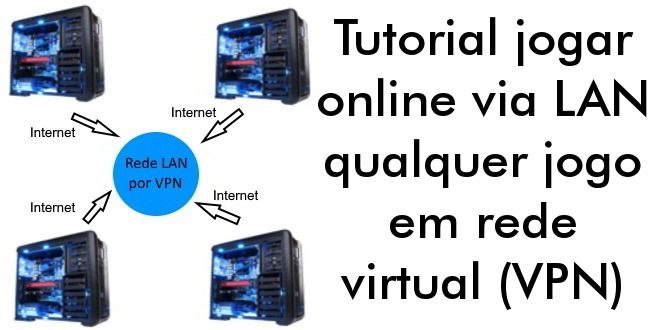 Tutorial jogar
online via LAN
qualquer jogo
em rede
virtual (VPN)
Internet
Internet
Rede LAN
por VPN
Internet
Internet